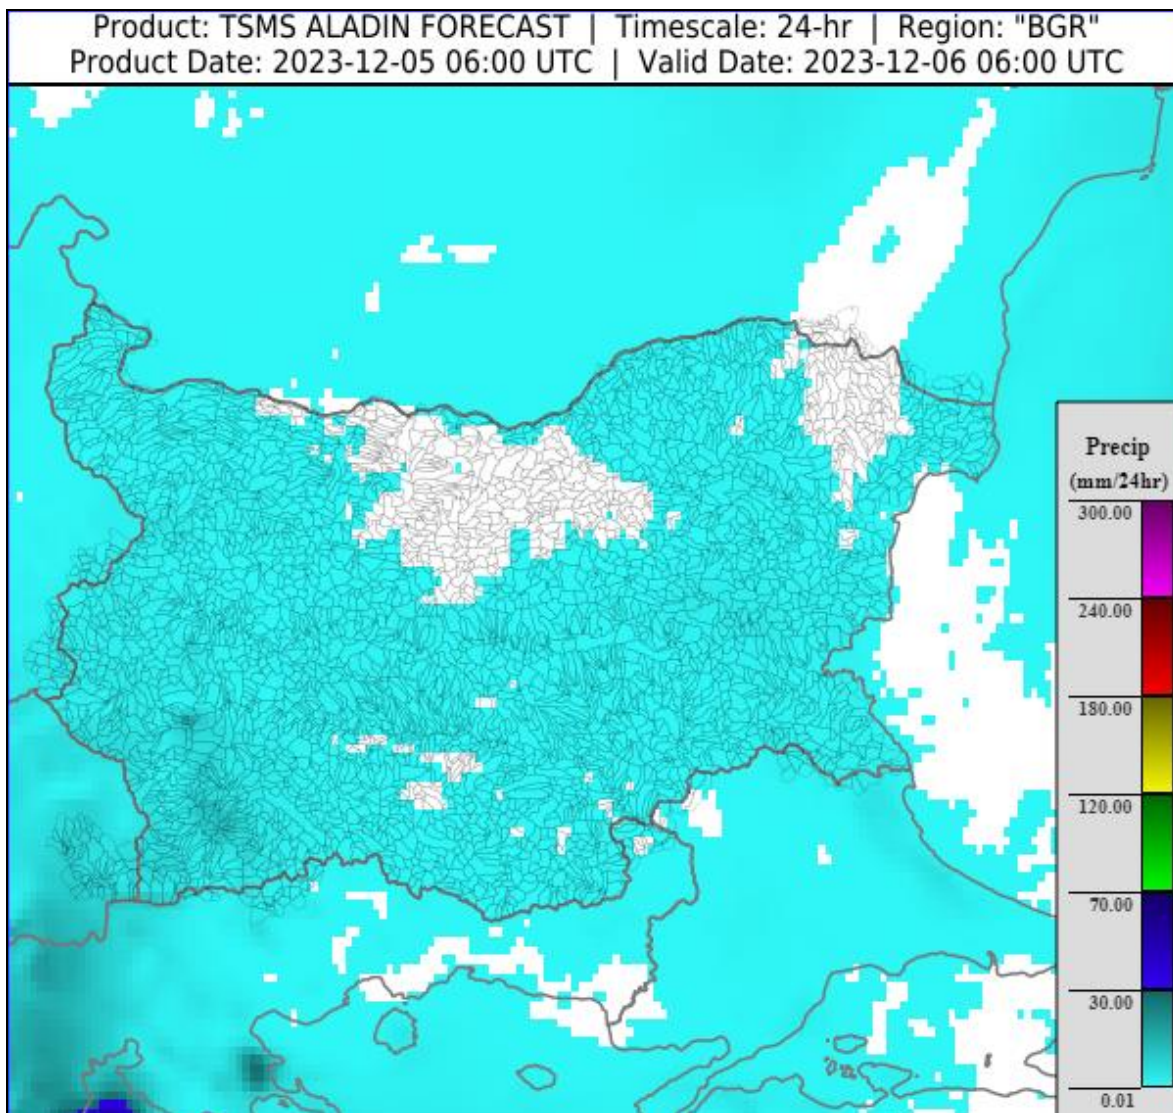 Product: TSMS ALADIN FORECAST | Timescale: 24-hr | Region: "BGR"
Product Date: 2023-12-05 06:00 UTC | Valid Date: 2023-12-06 06:00 UTC
Precip
(mm/24hr)
300.00
240.00
180.00
120.00
70.00
30.00
0.01